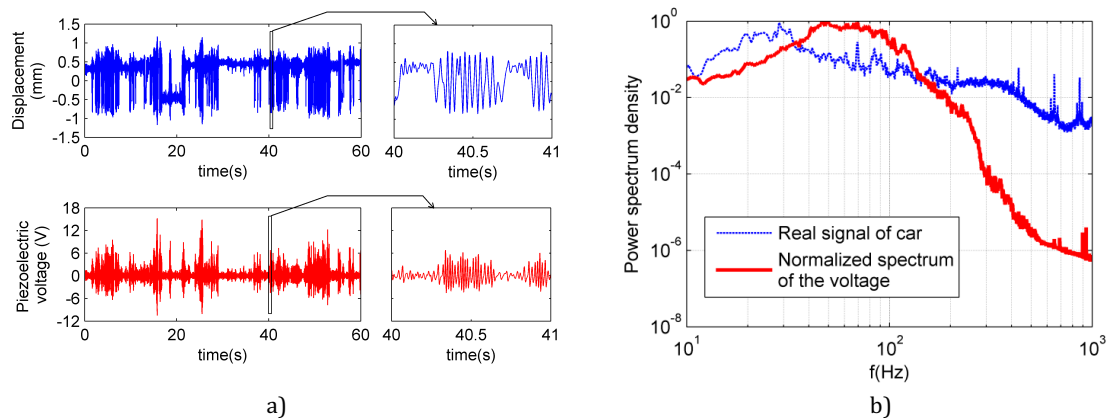 Displacement
(mm)
1.5
1
0.5
0
-0.5
-1
-1.5
0 20 40 60
time(s)
40 40.5 41
time(s)
Piezoelectric
voltage (V)
18
12
6
0
-6
-12
0 20 40 60
time(s)
40 40.5 41
time(s)
a)
Power spectrum density
10^0
10^-2
10^-4
10^-6
10^-8
Real signal of car
Normalized spectrum
of the voltage
10^1 10^2 10^3
f(Hz)
b)